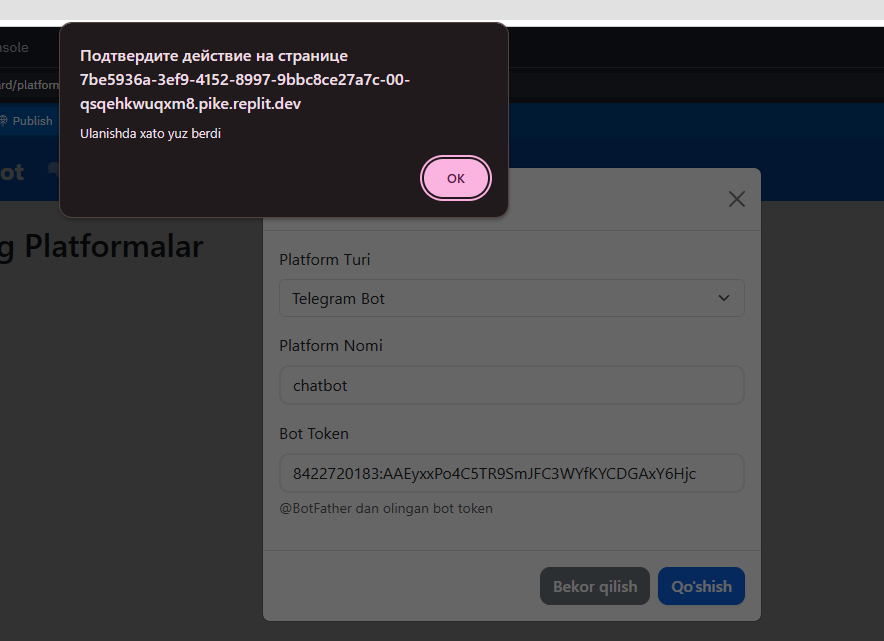 nsole
Подтвердите действие на странице
7be5936a-3ef9-4152-8997-9bbc8ce27a7c-00-
qsqehkwuqxm8.pike.replit.dev
rd/platform
Ulanishda xato yuz berdi
Publish
OK
ot
g Platformalar
Platform Turi
Telegram Bot
Platform Nomi
chatbot
Bot Token
8422720183:AAEyxxPo4C5TR9SmJFC3WYfKYCDGAxY6Hjc
@BotFather dan olingan bot token
Bekor qilish
Qo'shish